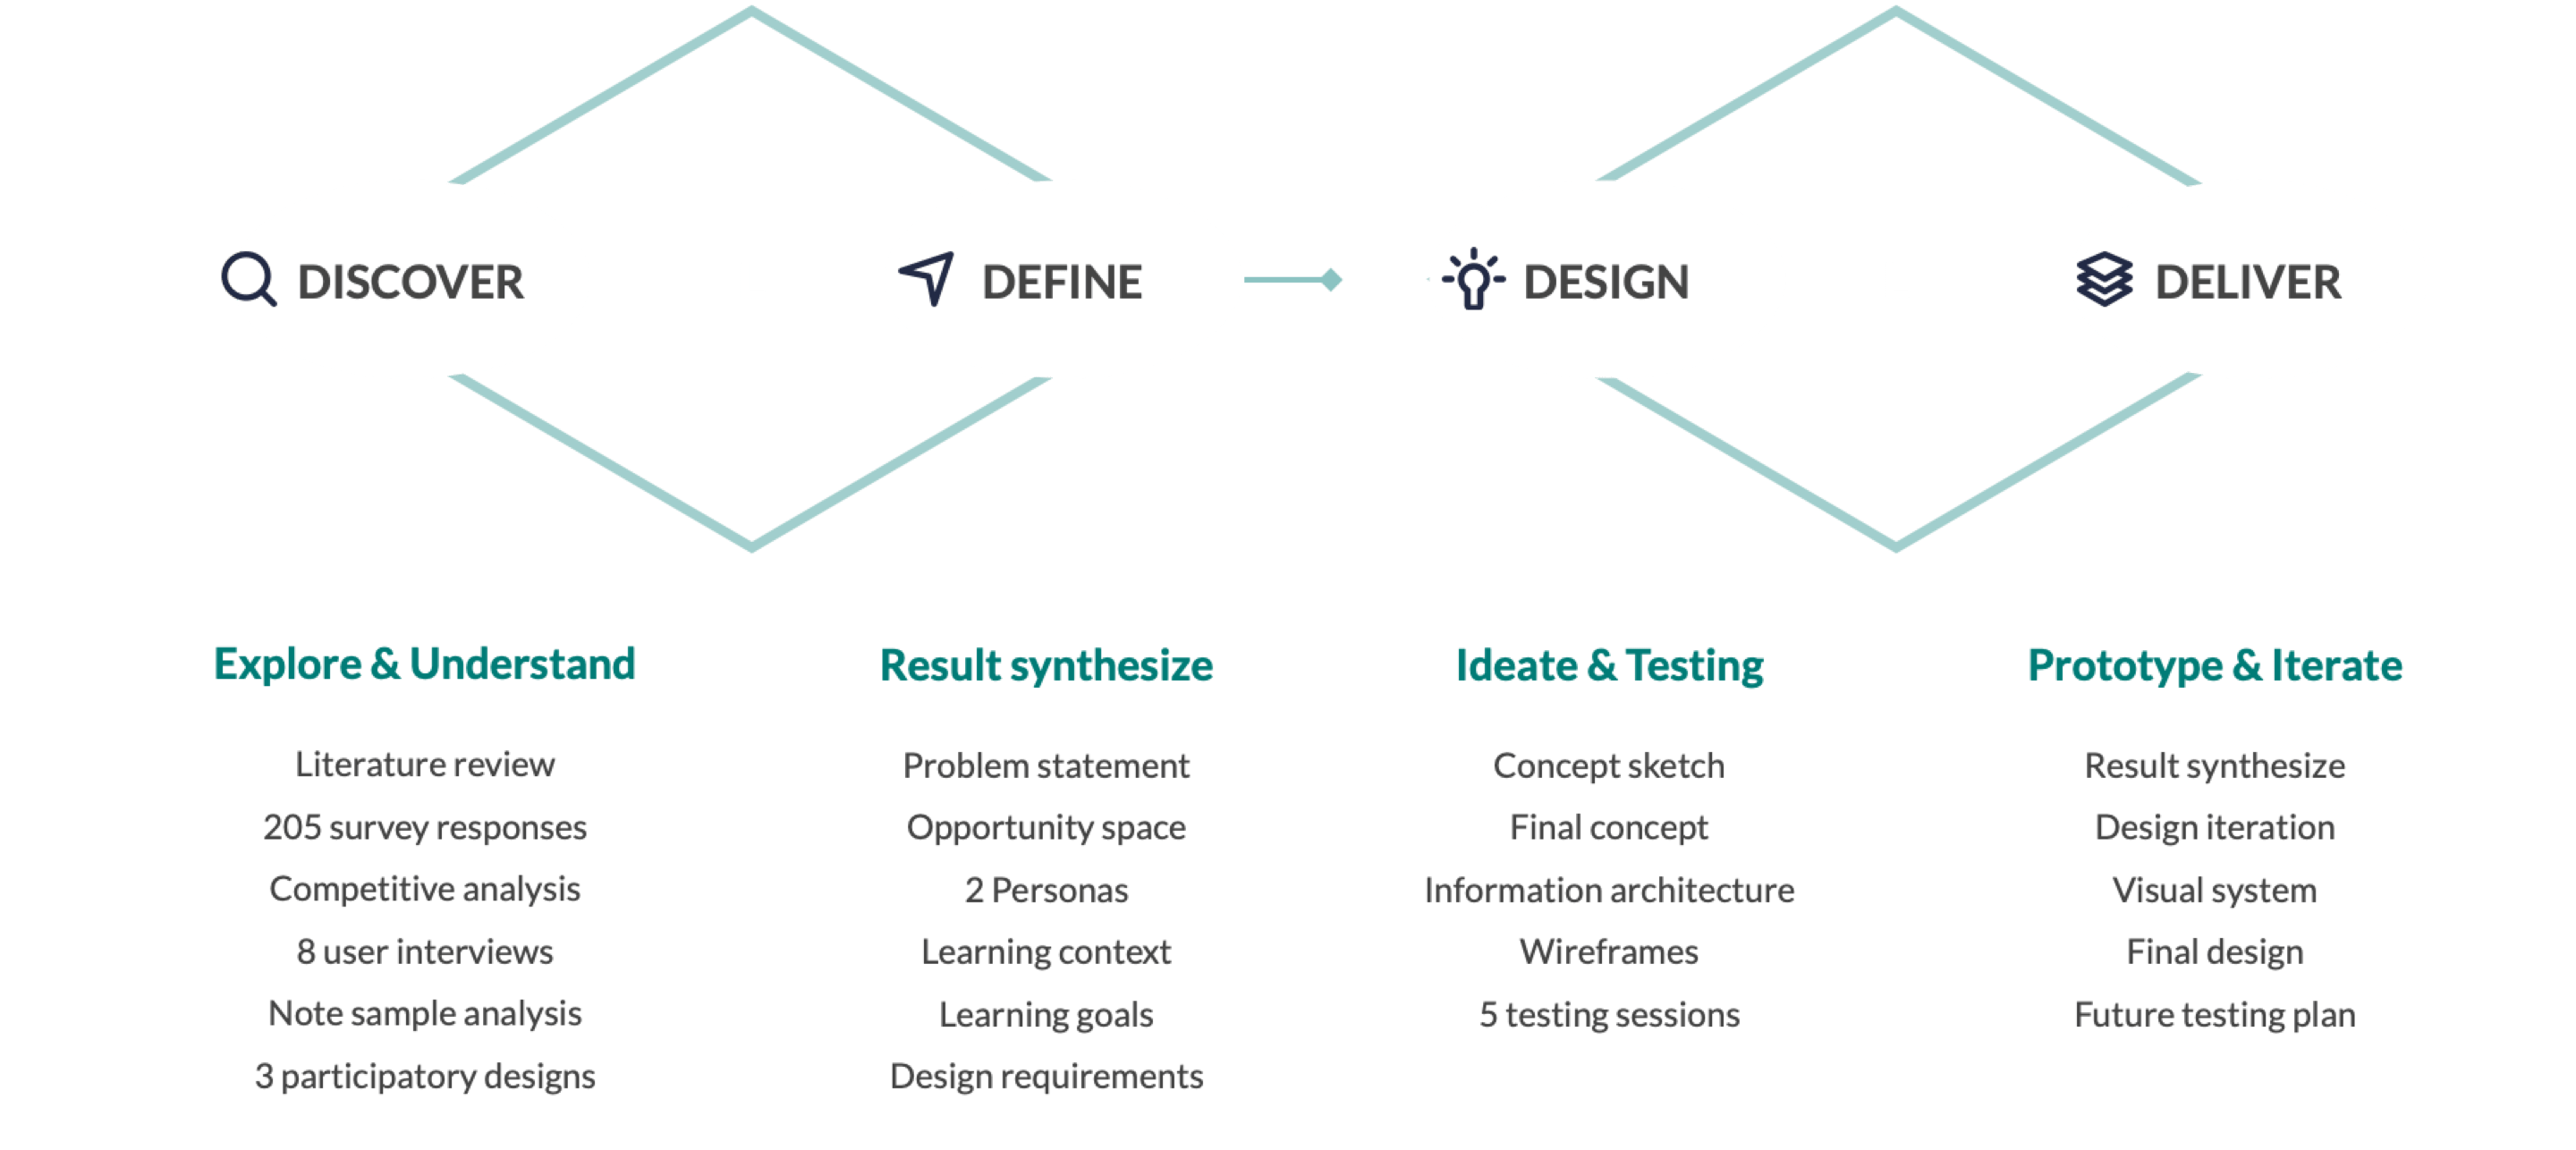 DISCOVER
DEFINE
DESIGN
DELIVER
Explore & Understand
Literature review
205 survey responses
Competitive analysis
8 user interviews
Note sample analysis
3 participatory designs
Result synthesize
Problem statement
Opportunity space
2 Personas
Learning context
Learning goals
Design requirements
Ideate & Testing
Concept sketch
Final concept
Information architecture
Wireframes
5 testing sessions
Prototype & Iterate
Result synthesize
Design iteration
Visual system
Final design
Future testing plan